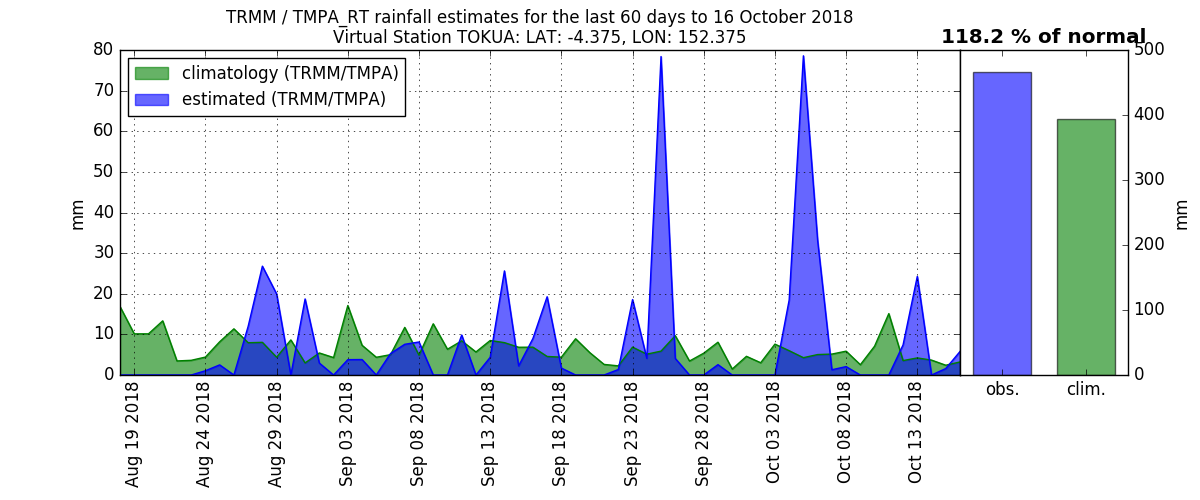 TRMM / TMPA_RT rainfall estimates for the last 60 days to 16 October 2018
Virtual Station TOKUA: LAT: -4.375, LON: 152.375
118.2 % of normal
climatology (TRMM/TMPA)
estimated (TRMM/TMPA)
80
70
60
50
40
30
20
10
0
mm
Aug 19 2018
Aug 24 2018
Aug 29 2018
Sep 03 2018
Sep 08 2018
Sep 13 2018
Sep 18 2018
Sep 23 2018
Sep 28 2018
Oct 03 2018
Oct 08 2018
Oct 13 2018
obs.
clim.
500
400
300
200
100
0
mm